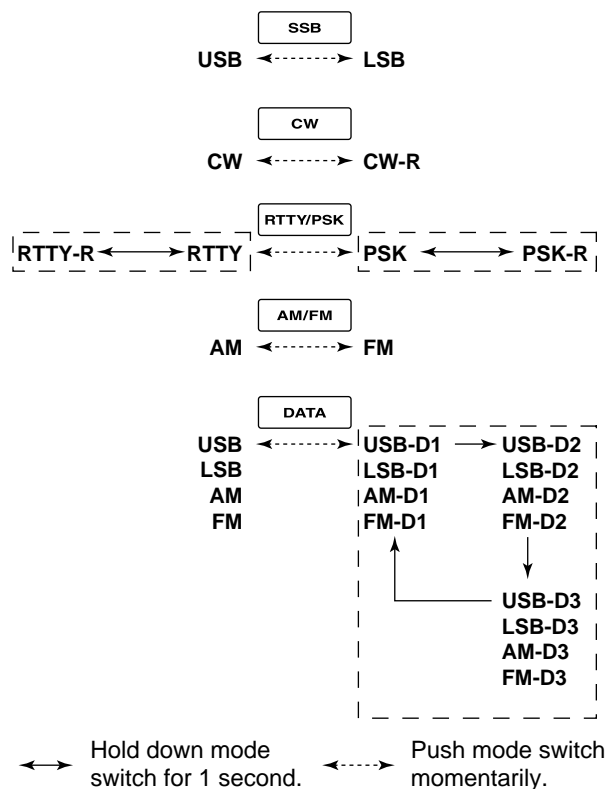 SSB
USB LSB
CW
CW CW-R
RTTY/PSK
RTTY-R RTTY PSK PSK-R
AM/FM
AM FM
DATA
USB USB-D1 USB-D2
LSB LSB-D1 LSB-D2
AM AM-D1 AM-D2
FM FM-D1 FM-D2
USB-D3
LSB-D3
AM-D3
FM-D3
Hold down mode
switch for 1 second.
Push mode switch
momentarily.